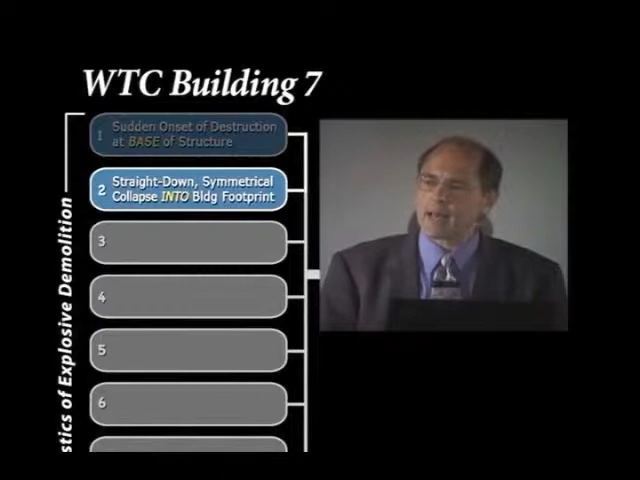 WTC Building 7
1 Sudden Onset of Destruction
at BASE of Structure
2 Straight-Down, Symmetrical
Collapse INTO Bldg Footprint
3
4
5
6
stics of Explosive Demolition